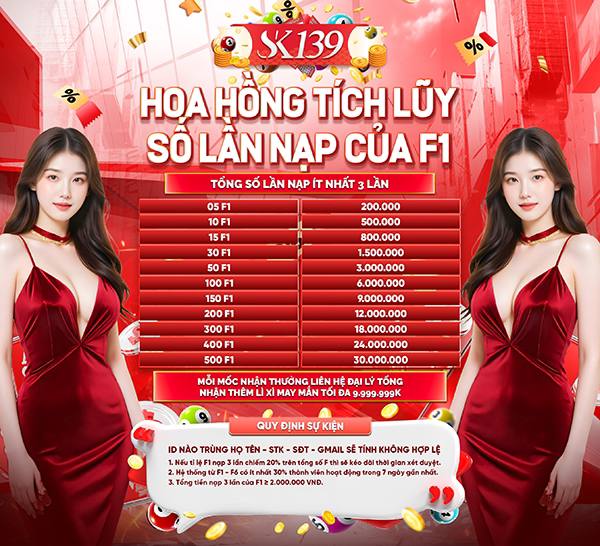 SK139
HOA HỒNG TÍCH LŨY
SỐ LẦN NẠP CỦA F1
TỔNG SỐ LẦN NẠP ÍT NHẤT 3 LẦN
05 F1 200.000
10 F1 500.000
15 F1 800.000
30 F1 1.500.000
50 F1 3.000.000
100 F1 6.000.000
150 F1 9.000.000
200 F1 12.000.000
300 F1 18.000.000
400 F1 24.000.000
500 F1 30.000.000
MỖI MỐC NHẬN THƯỞNG LIÊN HỆ ĐẠI LÝ TỔNG
NHẬN THÊM LÌ XÌ MAY MẮN TỐI ĐA 9.999.999K
QUY ĐỊNH SỰ KIỆN
ID NÀO TRÙNG HỌ TÊN - STK - SĐT - GMAIL SẼ TÍNH KHÔNG HỢP LỆ
1. Nếu tỉ lệ F1 nạp 3 lần chiếm 20% trên tổng số F thì sẽ kéo dài thời gian xét duyệt.
2. Hệ thống từ F1 - F6 có ít nhất 30% thành viên hoạt động trong 7 ngày gần nhất.
3. Tổng tiền nạp 3 lần của F1 ≥ 2.000.000 VND.